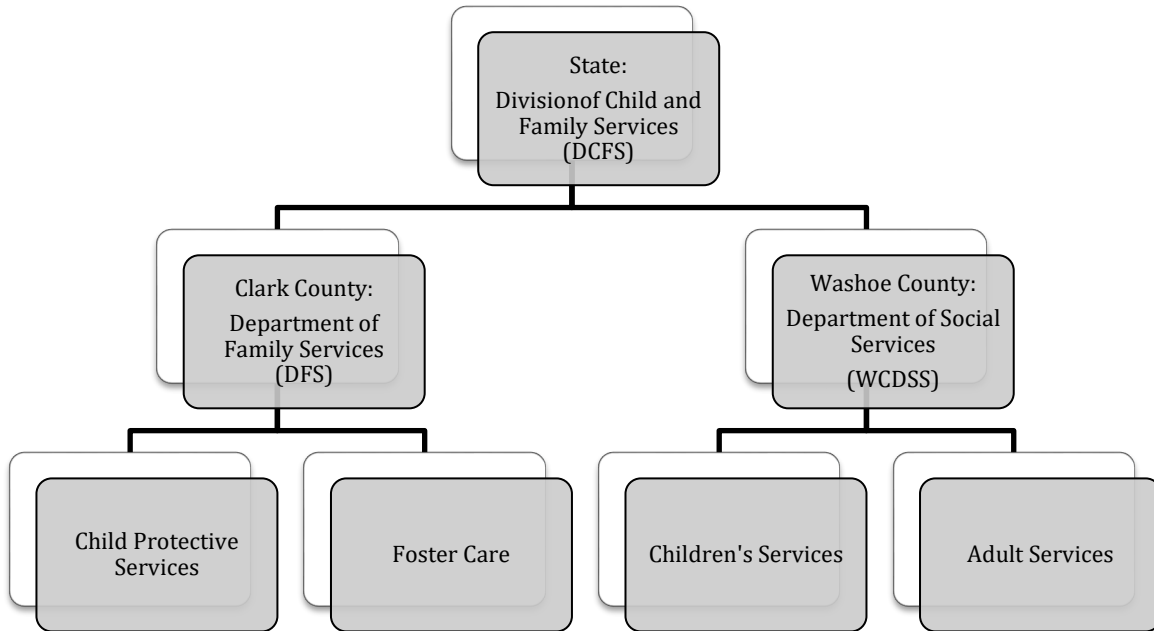 State:
Divisionof Child and
Family Services
(DCFS)
Clark County:
Department of
Family Services
(DFS)
Washoe County:
Department of Social
Services
(WCDSS)
Child Protective
Services
Foster Care
Children's Services
Adult Services